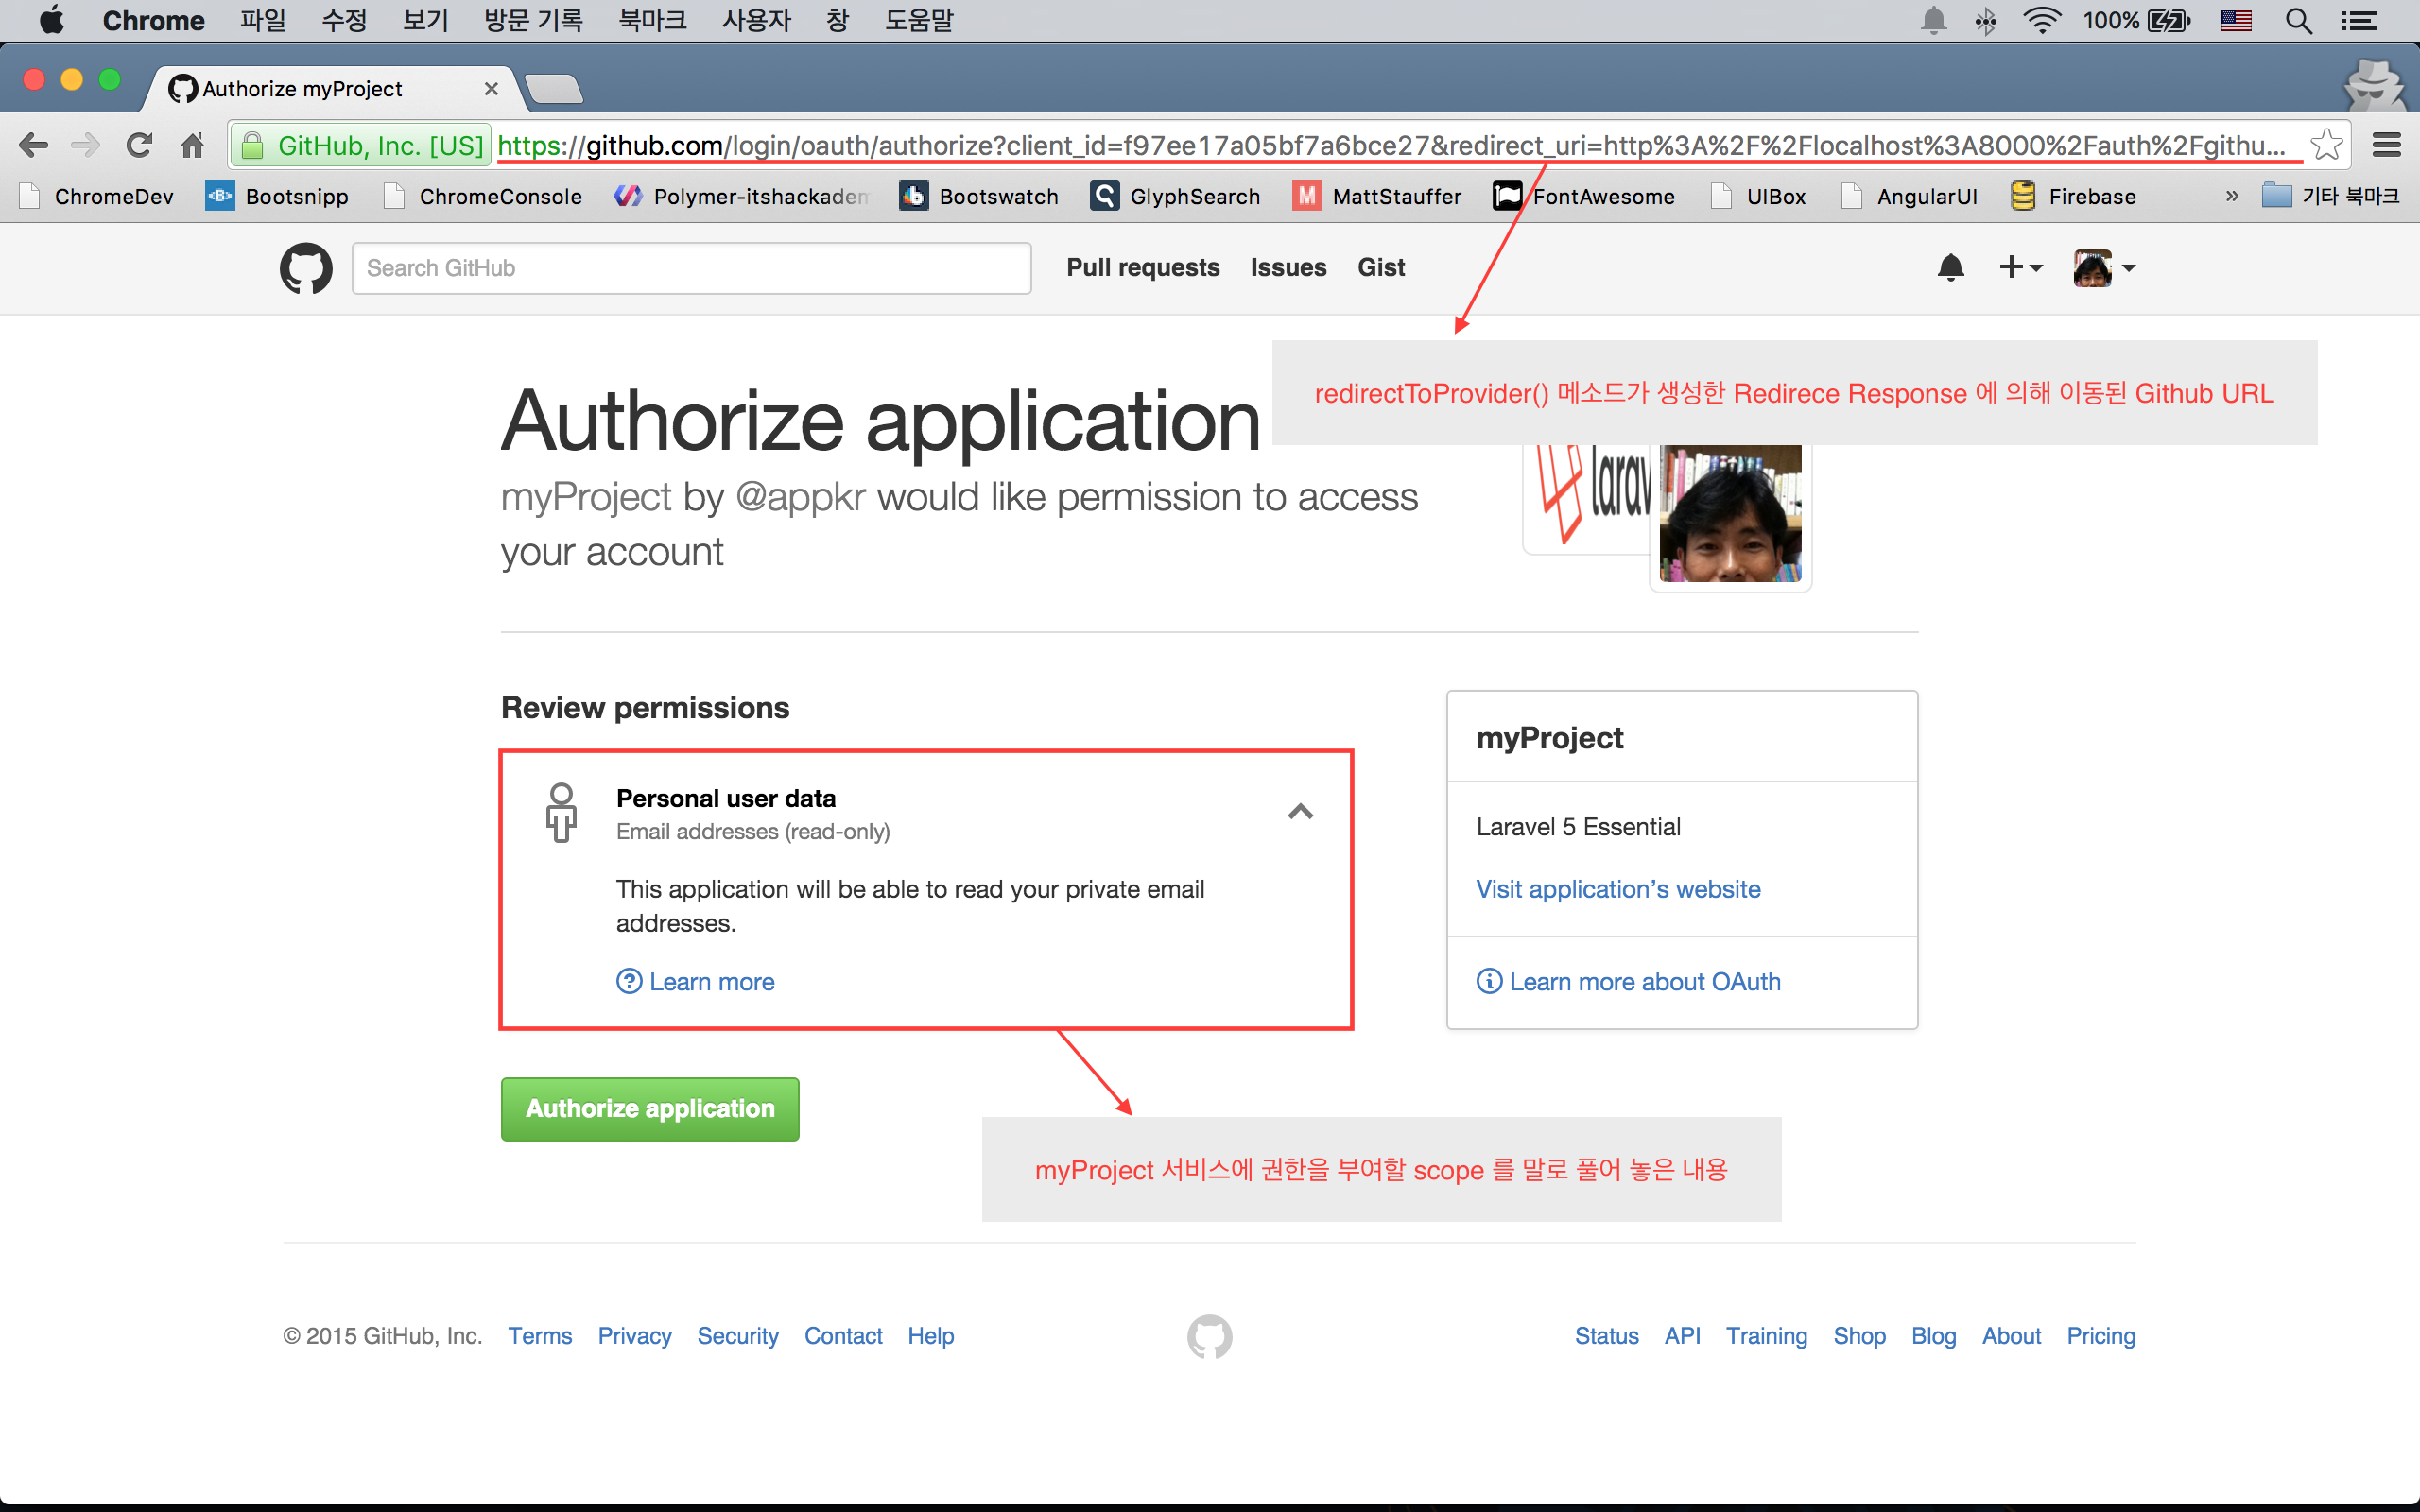 Chrome 파일 수정 보기 방문 기록 북마크 사용자 창 도움말 100%
Authorize myProject
GitHub, Inc. [US] https://github.com/login/oauth/authorize?client_id=f97ee17a05bf7a6bce27&redirect_uri=http%3A%2F%2Flocalhost%3A8000%2Fauth%2Fgithu...
ChromeDev Bootsnipp ChromeConsole Polymer-itshackadem Bootswatch GlyphSearch MattStauffer FontAwesome UIBox AngularUI Firebase » 기타 북마크
Search GitHub Pull requests Issues Gist
redirectToProvider() 메소드가 생성한 Redirece Response 에 의해 이동된 Github URL
Authorize application
myProject by @appkr would like permission to access
your account
larav
Review permissions
Personal user data
Email addresses (read-only)
This application will be able to read your private email
addresses.
Learn more
myProject
Laravel 5 Essential
Visit application's website
Learn more about OAuth
Authorize application
myProject 서비스에 권한을 부여할 scope 를 말로 풀어 놓은 내용
© 2015 GitHub, Inc. Terms Privacy Security Contact Help Status API Training Shop Blog About Pricing